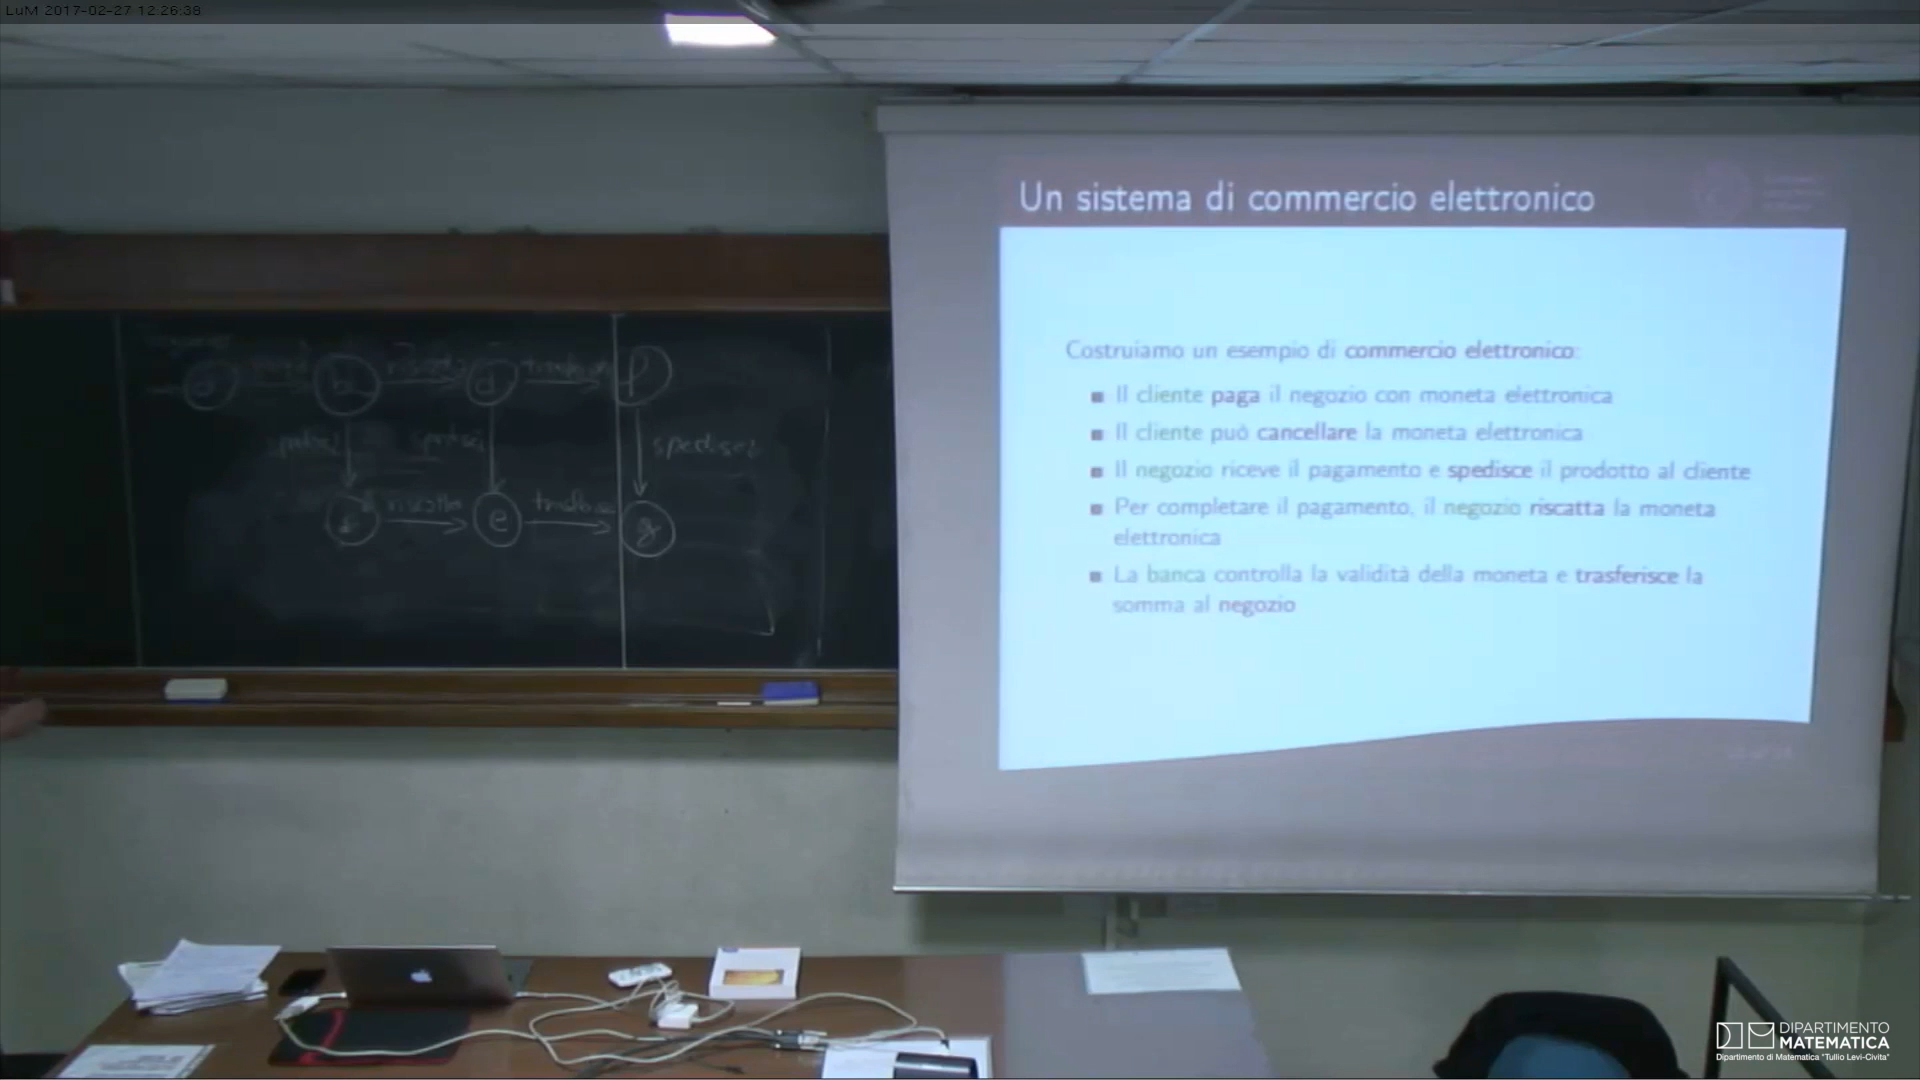 LuM 2017-02-27 12:26:38
Un sistema di commercio elettronico
Costruiamo un esempio di commercio elettronico:
Il cliente paga il negozio con moneta elettronica
Il cliente può cancellare la moneta elettronica
Il negozio riceve il pagamento e spedisce il prodotto al cliente
Per completare il pagamento, il negozio riscatta la moneta
elettronica
La banca controlla la validità della moneta e trasferisce la
somma al negozio
a b d f
spedisci spedisci spedisci
e g
DIPARTIMENTO
MATEMATICA
Dipartimento di Matematica "Tullio Levi-Civita"